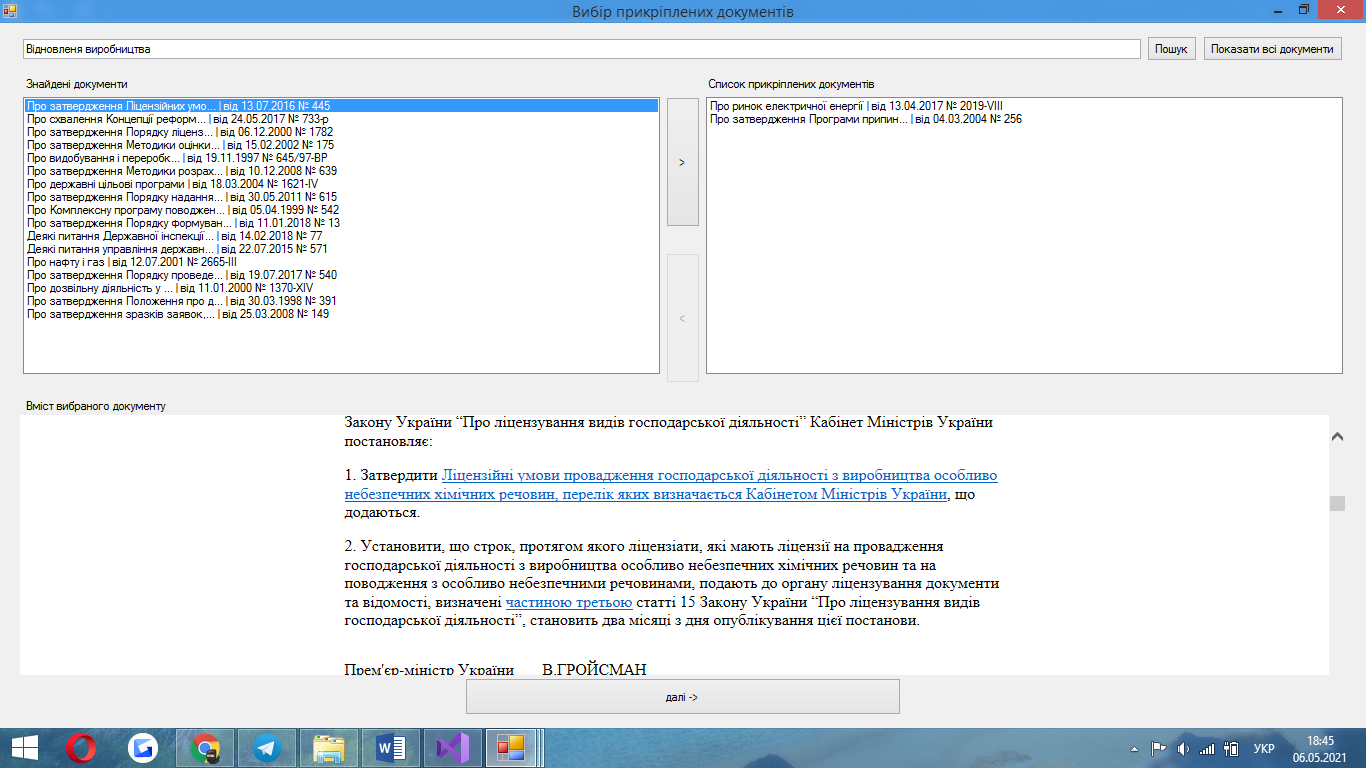 Вибір прикріплених документів
Відновленя виробництва
Пошук
Показати всі документи
Знайдені документи
Про затвердження Ліцензійних умо... | від 13.07.2016 № 445
Про схвалення Концепції реформ... | від 24.05.2017 № 733-р
Про затвердження Порядку ліценз... | від 06.12.2000 № 1782
Про затвердження Методики оцінки... | від 15.02.2002 № 175
Про видобування і переробк... | від 19.11.1997 № 645/97-ВР
Про затвердження Методики розрах... | від 10.12.2008 № 639
Про державні цільові програми | від 18.03.2004 № 1621-IV
Про затвердження Порядку надання... | від 30.05.2011 № 615
Про Комплексну програму поводжен... | від 05.04.1999 № 542
Про затвердження Порядку формуван... | від 11.01.2018 № 13
Деякі питання Державної інспекції... | від 14.02.2018 № 77
Деякі питання управління державн... | від 22.07.2015 № 571
Про нафту і газ | від 12.07.2001 № 2665-III
Про затвердження Порядку проведе... | від 19.07.2017 № 540
Про дозвільну діяльність у ... | від 11.01.2000 № 1370-XIV
Про затвердження Положення про д... | від 30.03.1998 № 391
Про затвердження зразків заявок,... | від 25.03.2008 № 149
>
<
Список прикріплених документів
Про ринок електричної енергії | від 13.04.2017 № 2019-VIII
Про затвердження Програми припин... | від 04.03.2004 № 256
Вміст вибраного документу
Закону України “Про ліцензування видів господарської діяльності” Кабінет Міністрів України
постановляє:
1. Затвердити Ліцензійні умови провадження господарської діяльності з виробництва особливо
небезпечних хімічних речовин, перелік яких визначається Кабінетом Міністрів України, що
додаються.
2. Установити, що строк, протягом якого ліцензіати, які мають ліцензії на провадження
господарської діяльності з виробництва особливо небезпечних хімічних речовин та на
поводження з особливо небезпечними речовинами, подають до органу ліцензування документи
та відомості, визначені частиною третьою статті 15 Закону України “Про ліцензування видів
господарської діяльності”, становить два місяці з дня опублікування цієї постанови.
Прем'єр-міністр України В.ГРОЙСМАН
далі ->
УКР
18:45
06.05.2021